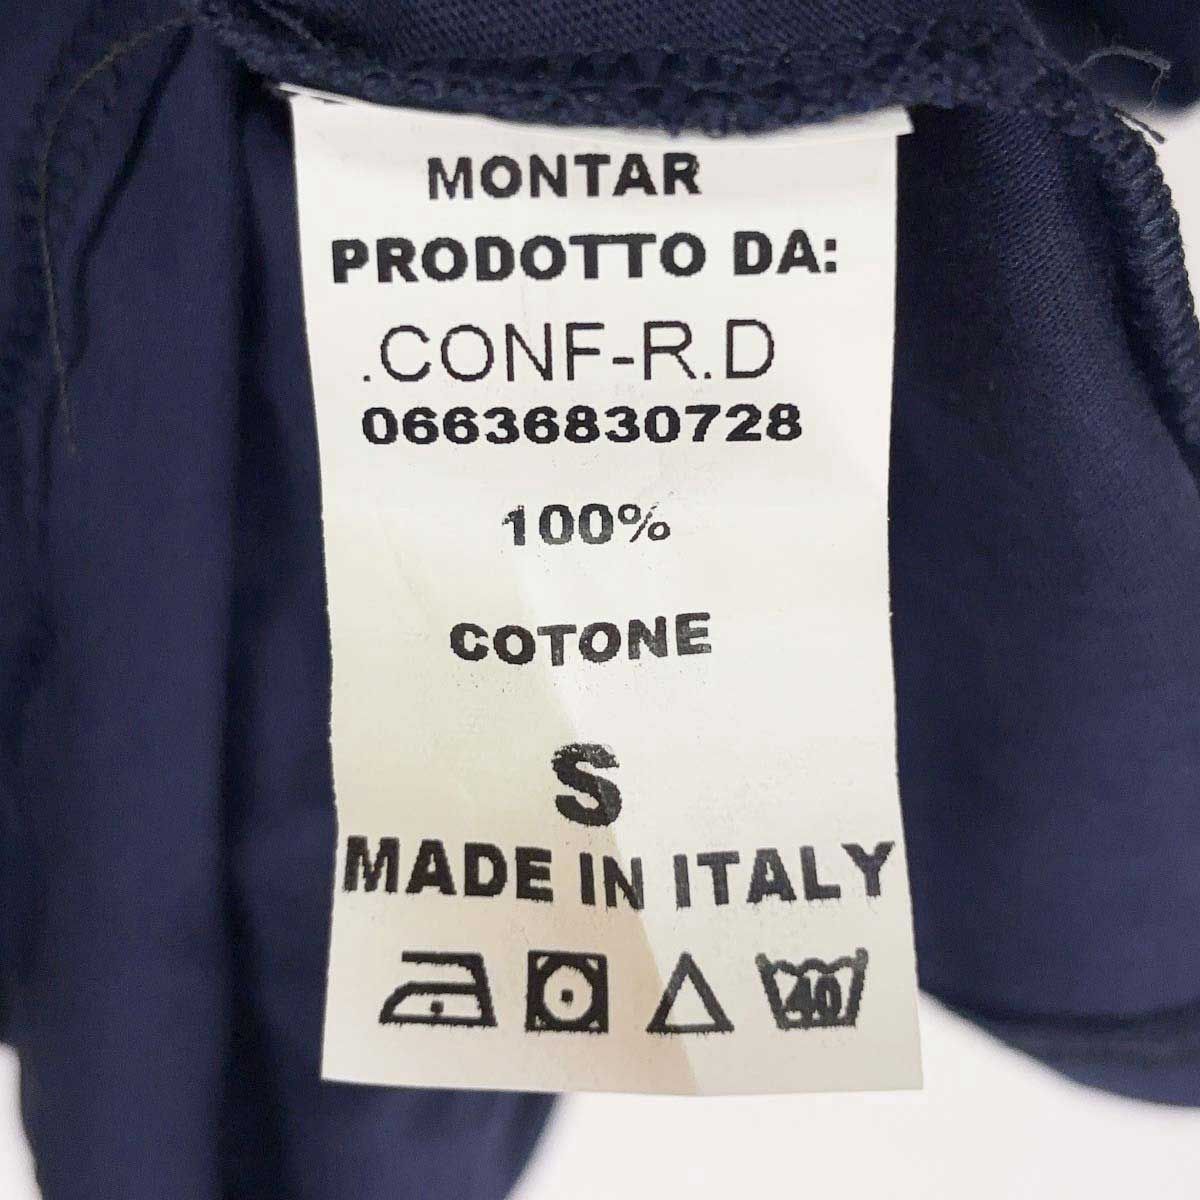 MONTAR
PRODOTTO DA:
.CONF-R.D
06636830728
100%
COTONE
S
MADE IN ITALY
40